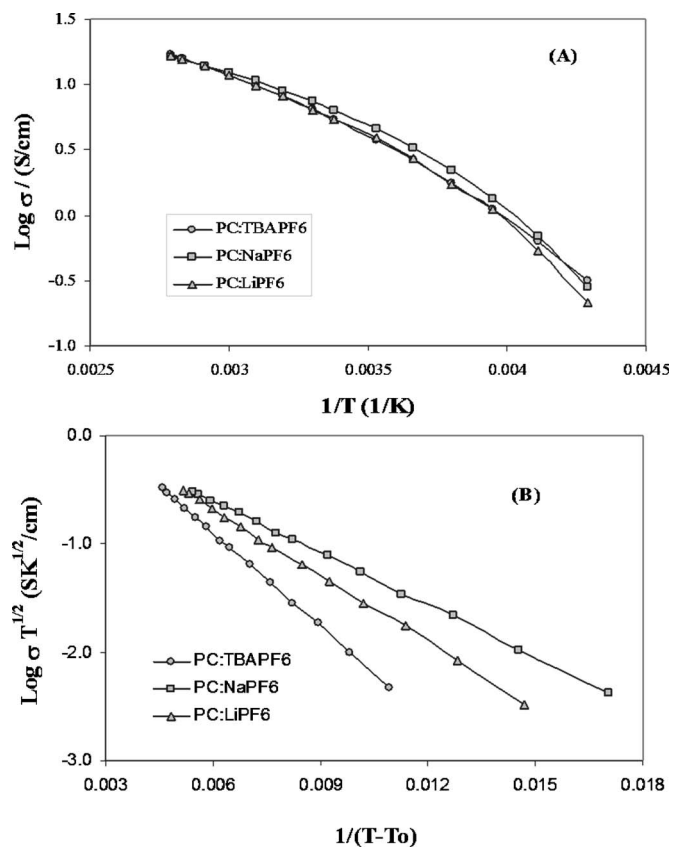 1.5
(A)
1.0
0.5
0.0
-0.5
-1.0
Log σ / (S/cm)
PC:TBAPF6
PC:NaPF6
PC:LiPF6
0.0025 0.003 0.0035 0.004 0.0045
1/T (1/K)
0.0
(B)
-1.0
-2.0
-3.0
Log σ T^1/2 (SK^1/2/cm)
PC:TBAPF6
PC:NaPF6
PC:LiPF6
0.003 0.006 0.009 0.012 0.015 0.018
1/(T-To)